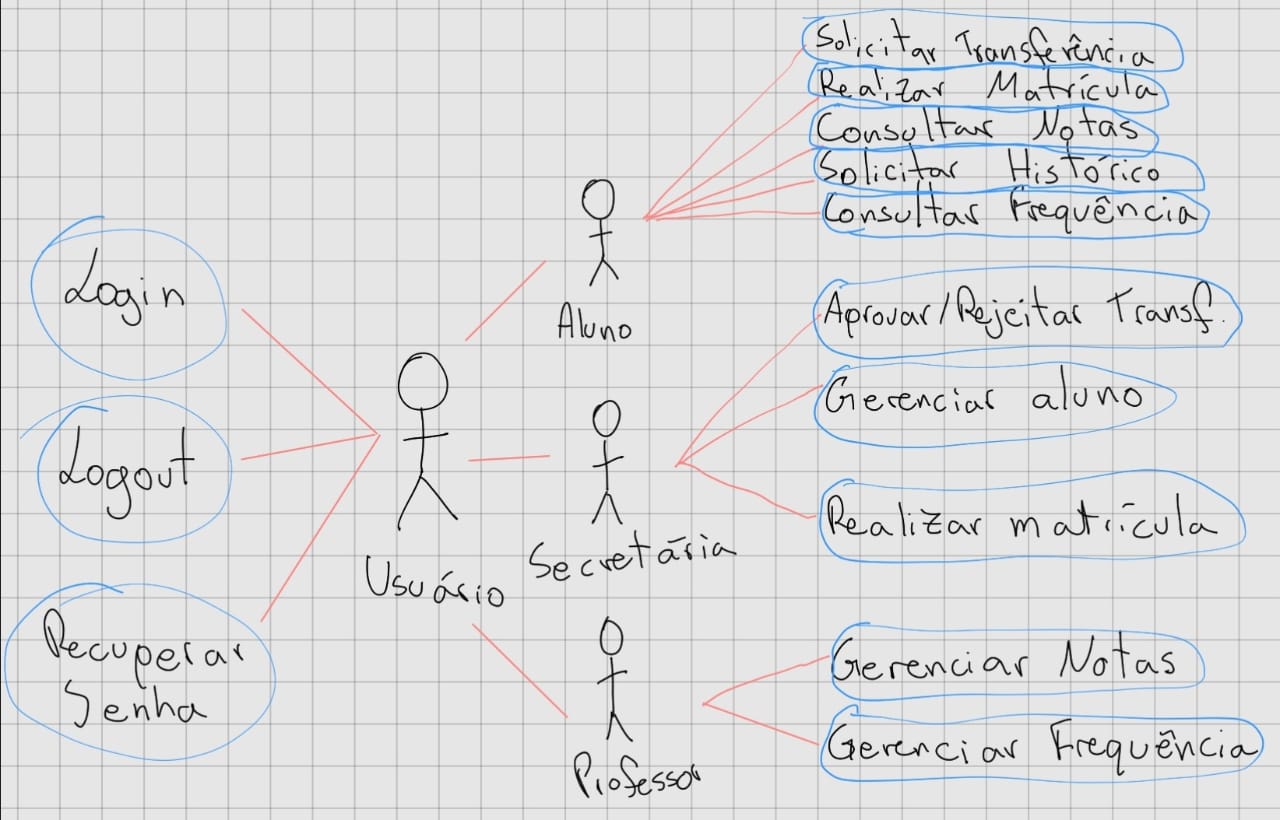 Solicitar Transferência
Realizar Matrícula
Consultar Notas
Solicitar Histórico
Consultar Frequência
Login
Aluno
Aprovar/Rejeitar Transf.
Gerenciar aluno
Logout
Usuário
Secretária
Realizar matrícula
Recuperar
Senha
Professor
Gerenciar Notas
Gerenciar Frequência